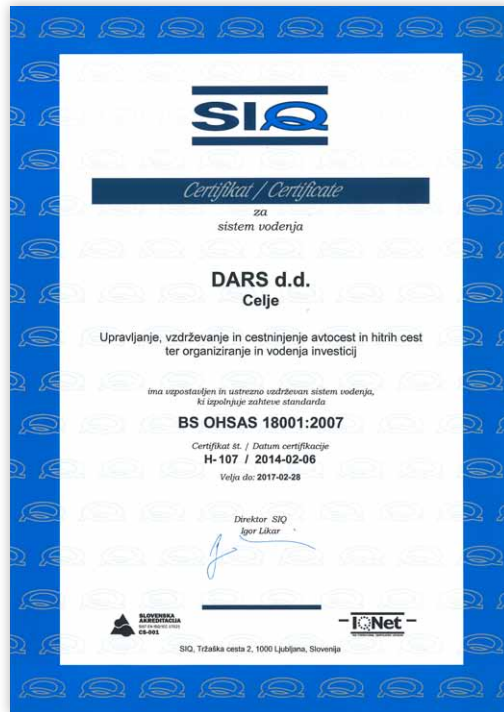 SIQ
Certifikat / Certificate
za
sistem vodenja
DARS d.d.
Celje
Upravljanje, vzdrževanje in cestninjenje avtocest in hitrih cest
ter organiziranje in vodenja investicij
ima vzpostavljen in ustrezno vzdrževan sistem vodenja,
ki izpolnjuje zahteve standarda
BS OHSAS 18001:2007
Certifikat št. / Datum certifikacije
H-107 / 2014-02-06
Velja do: 2017-02-28
Direktor SIQ
Igor Likar
SLOVENSKA
AKREDITACIJA
CS-001
IQNet
SIQ, Tržaška cesta 2, 1000 Ljubljana, Slovenija